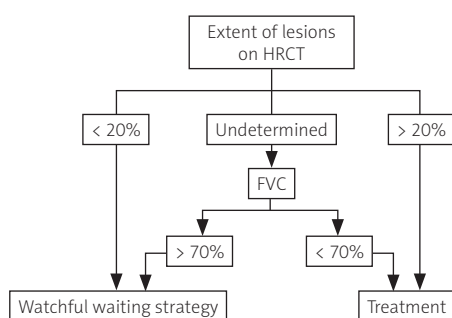 Extent of lesions
on HRCT
< 20%
Undetermined
> 20%
FVC
> 70%
< 70%
Watchful waiting strategy
Treatment